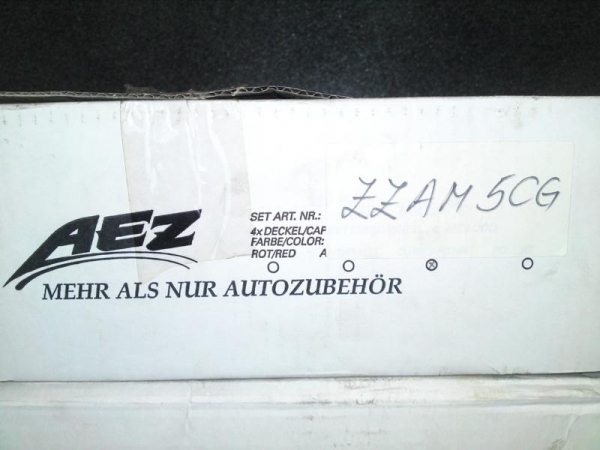 AEZ
SET ART. NR.:
ZZAM5CG
4x DECKEL/CAP
FARBE/COLOR:
ROT/RED A
MEHR ALS NUR AUTOZUBEHÖR